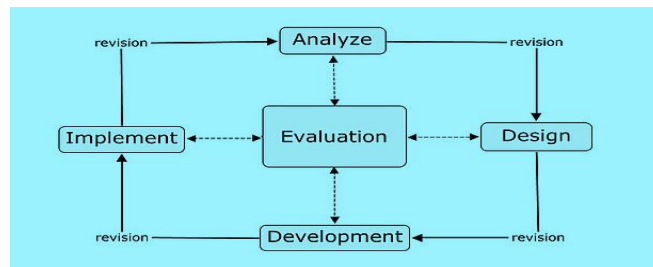 revision
Analyze
revision
Implement
Evaluation
Design
revision
Development
revision